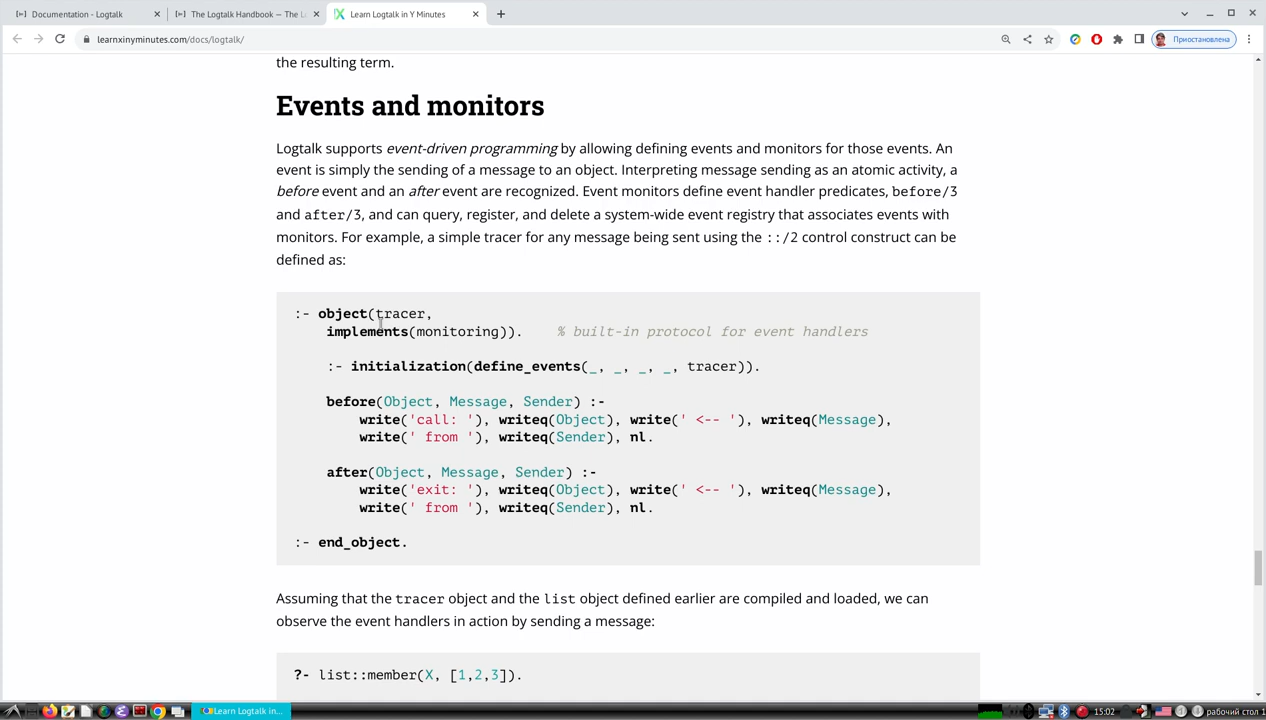 Documentation - Logtalk
The Logtalk Handbook — The L
Learn Logtalk in Y Minutes
learnxinyminutes.com/docs/logtalk/
Приостановлена
the resulting term.
Events and monitors
Logtalk supports event-driven programming by allowing defining events and monitors for those events. An
event is simply the sending of a message to an object. Interpreting message sending as an atomic activity, a
before event and an after event are recognized. Event monitors define event handler predicates, before/3
and after/3, and can query, register, and delete a system-wide event registry that associates events with
monitors. For example, a simple tracer for any message being sent using the ::/2 control construct can be
defined as:
:- object(tracer,
implements(monitoring)).    % built-in protocol for event handlers
:- initialization(define_events(_, _, _, _, tracer)).
before(Object, Message, Sender) :-
write('call: '), writeq(Object), write(' <-- '), writeq(Message),
write(' from '), writeq(Sender), nl.
after(Object, Message, Sender) :-
write('exit: '), writeq(Object), write(' <-- '), writeq(Message),
write(' from '), writeq(Sender), nl.
:- end_object.
Assuming that the tracer object and the list object defined earlier are compiled and loaded, we can
observe the event handlers in action by sending a message:
?- list::member(X, [1,2,3]).
Learn Logtalk in...
15:02
рабочий стол 1